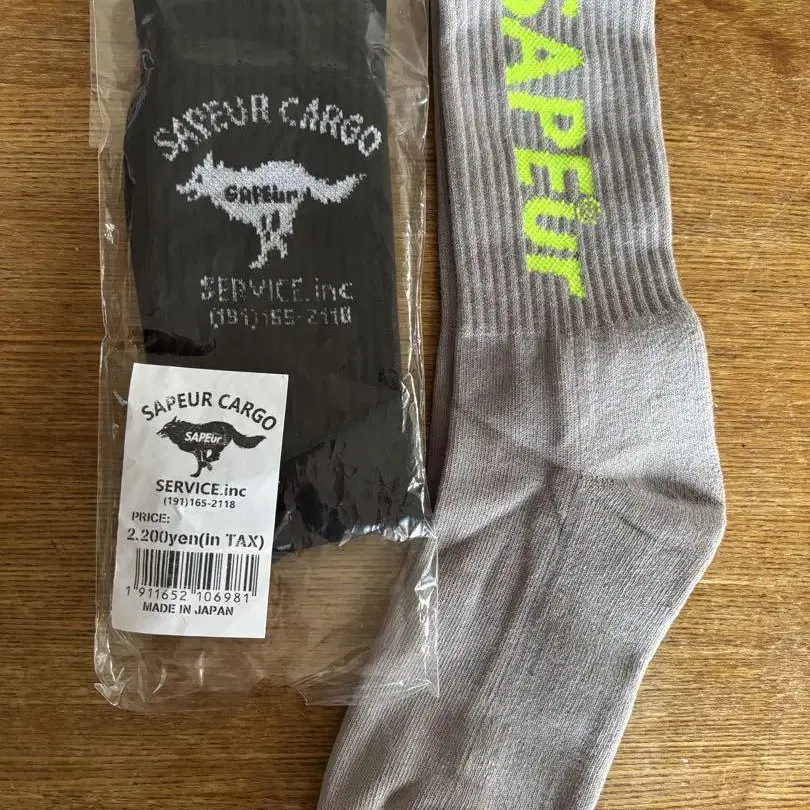 SAPEUR CARGO
SAPEur
SERVICE.inc
(191)165-2118
SAPEUR CARGO
SAPEur
SERVICE.inc
(191)165-2118
PRICE:
2.200yen(in TAX)
1 911652 106981
MADE IN JAPAN
SAPEur